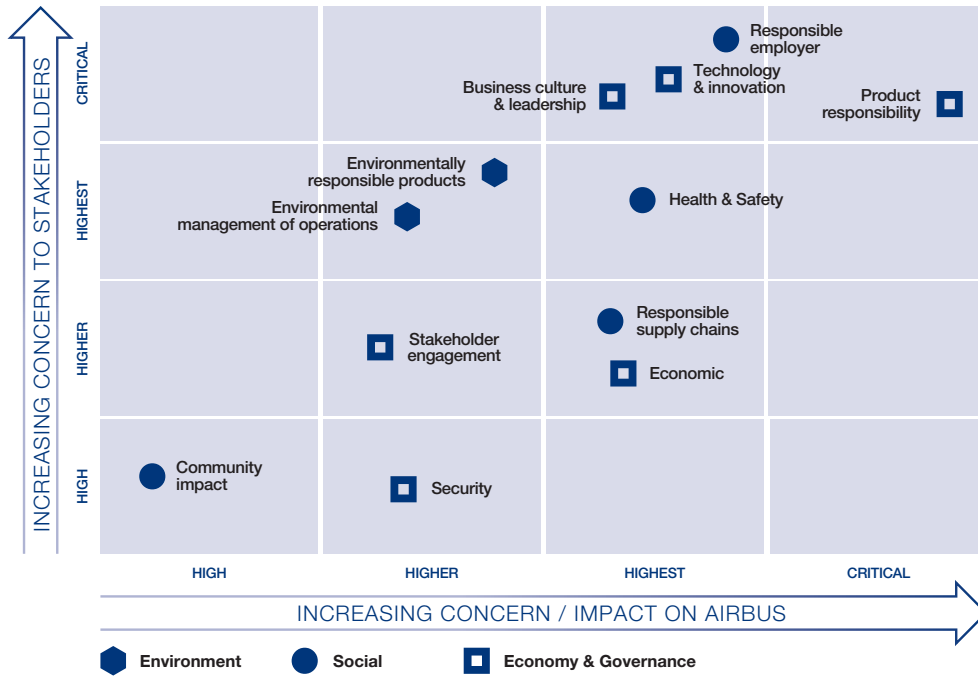 INCREASING CONCERN TO STAKEHOLDERS
CRITICAL
HIGHEST
HIGHER
HIGH
Responsible
employer
Technology
& innovation
Business culture
& leadership
Product
responsibility
Environmentally
responsible products
Environmental
management of operations
Health & Safety
Responsible
supply chains
Stakeholder
engagement
Economic
Community
impact
Security
HIGH
HIGHER
HIGHEST
CRITICAL
INCREASING CONCERN / IMPACT ON AIRBUS
Environment
Social
Economy & Governance